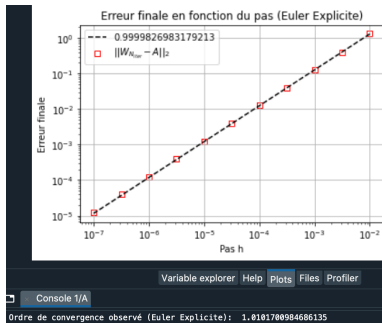 Erreur finale en fonction du pas (Euler Explicite)
0.9999826983179213
||W_{N_{iter}} − A||₂
10⁰
10⁻¹
10⁻²
10⁻³
10⁻⁴
10⁻⁵
Erreur finale
10⁻⁷
10⁻⁶
10⁻⁵
10⁻⁴
10⁻³
10⁻²
Pas h
Variable explorer Help Plots Files Profiler
Console 1/A
Ordre de convergence observé (Euler Explicite): 1.0101700984686135